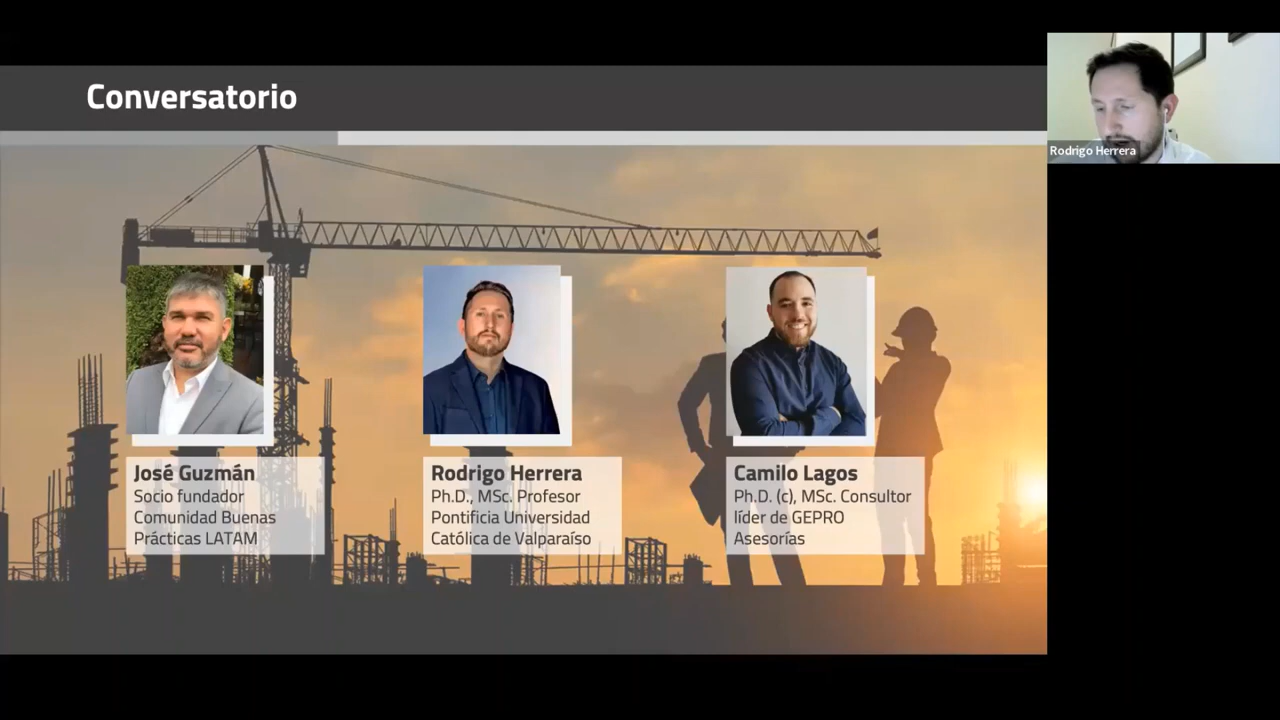 Conversatorio
Rodrigo Herrera
José Guzmán
Socio fundador
Comunidad Buenas
Prácticas LATAM
Rodrigo Herrera
Ph.D., MSc. Profesor
Pontificia Universidad
Católica de Valparaíso
Camilo Lagos
Ph.D. (c), MSc. Consultor
líder de GEPRO
Asesorías